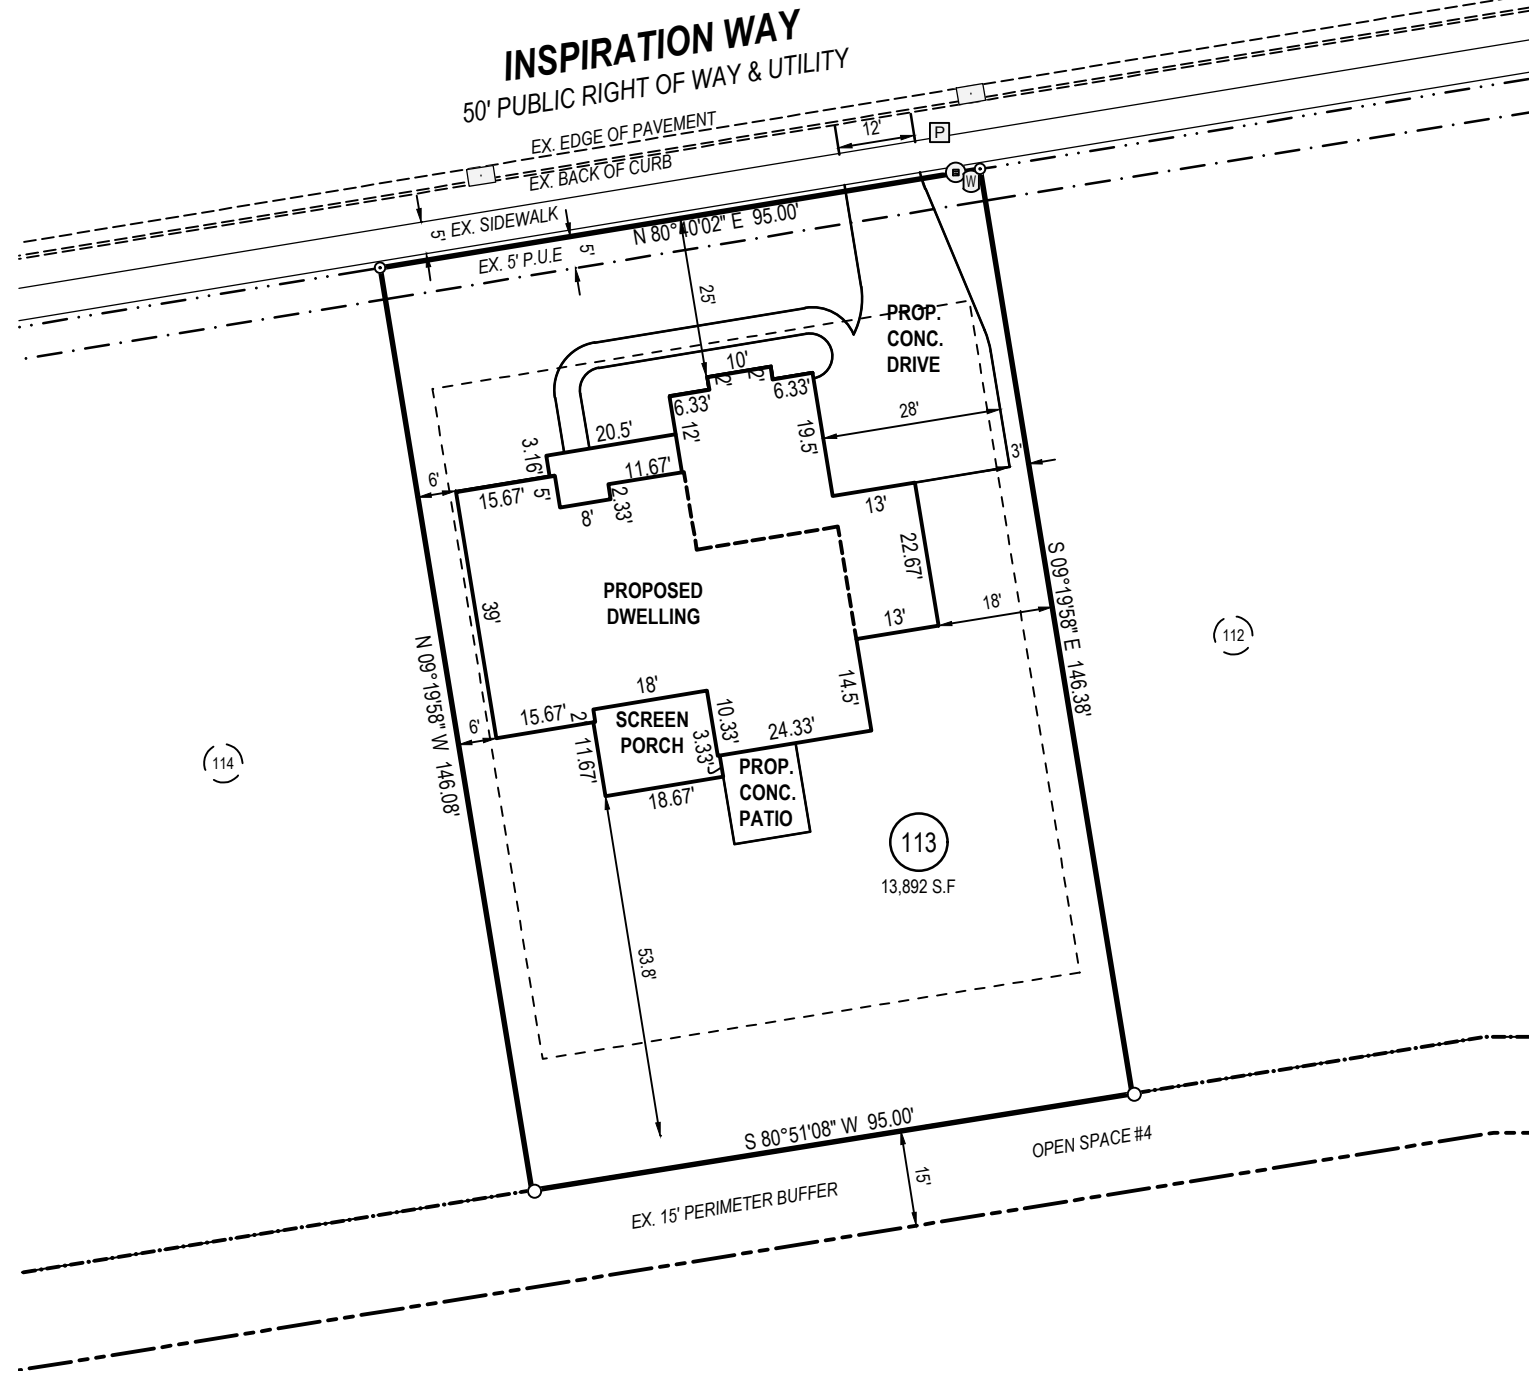 INSPIRATION WAY
50' PUBLIC RIGHT OF WAY & UTILITY
EX. EDGE OF PAVEMENT
12'
P
EX. BACK OF CURB
W
5'
EX. SIDEWALK
N 80°40'02" E 95.00'
EX. 5' P.U.E
5'
25'
PROP.
CONC.
DRIVE
10'
2'
2'
6.33'
6.33'
28'
20.5'
12'
19.5'
3.16'
11.67'
3'
6'
15.67'
5'
8'
2.33'
13'
22.67'
PROPOSED
DWELLING
39'
18'
13'
S 09°19'58" E 146.38'
112
N 09°19'58" W 146.08'
14.5'
18'
15.67'
2'
6'
SCREEN
PORCH
10.33'
24.33'
3.33'
11.67'
18.67'
PROP.
CONC.
PATIO
114
113
13,892 S.F
53.8'
S 80°51'08" W 95.00'
OPEN SPACE #4
15'
EX. 15' PERIMETER BUFFER